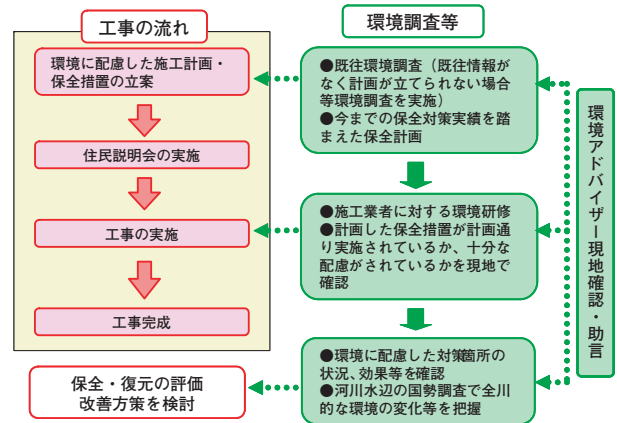 工事の流れ
環境に配慮した施工計画・
保全措置の立案
住民説明会の実施
工事の実施
工事完成
保全・復元の評価
改善方策を検討
環境調査等
●既往環境調査（既往情報が
なく計画が立てられない場合
等環境調査を実施）
●今までの保全対策実績を踏
まえた保全計画
●施工業者に対する環境研修
●計画した保全措置が計画通
り実施されているか、十分な
配慮がされているかを現地で
確認
●環境に配慮した対策箇所の
状況、効果等を確認
●河川水辺の国勢調査で全川
的な環境の変化等を把握
環境アドバイザー現地確認・助言